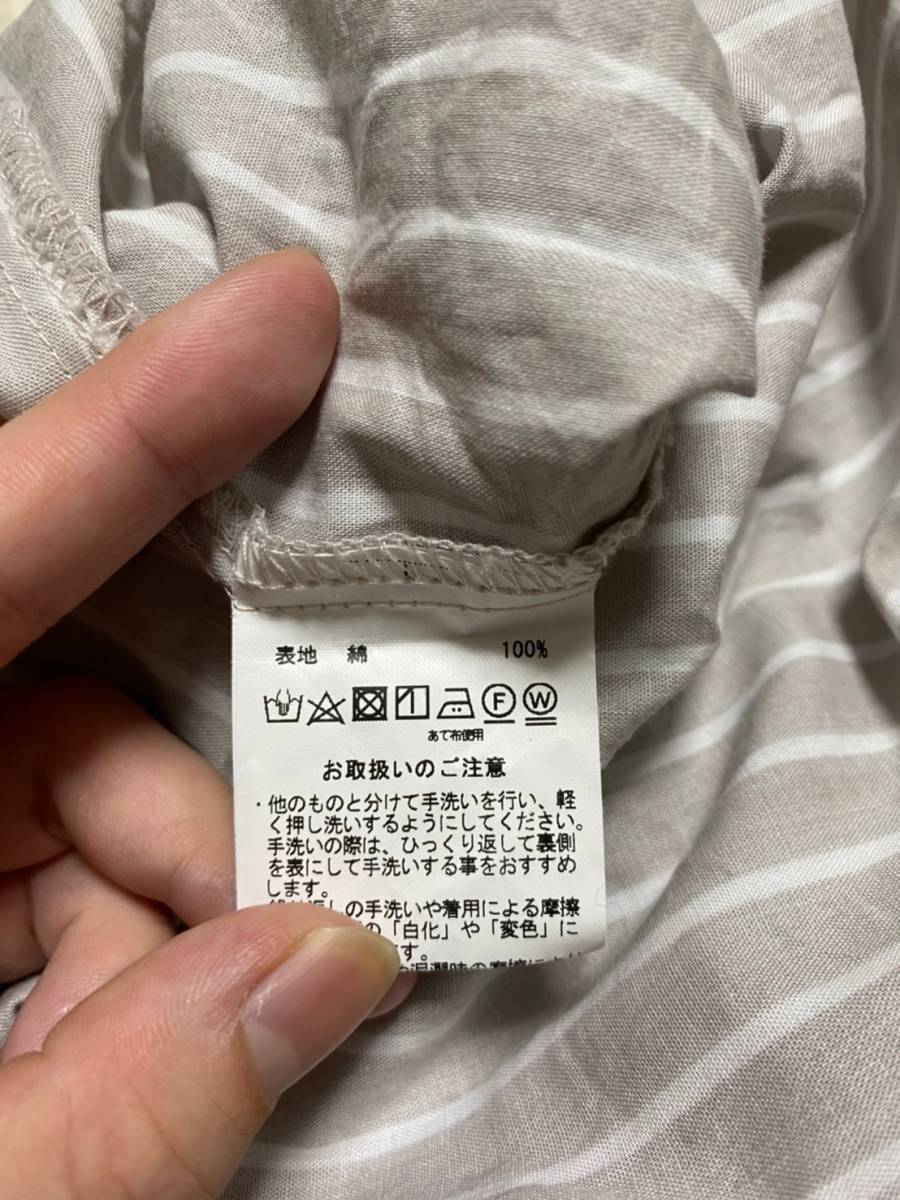 表地 綿 100%
F W
あて布使用
お取扱いのご注意
・他のものと分けて手洗いを行い、軽
く押し洗いするようにしてください。
手洗いの際は、ひっくり返して裏側
を表にして手洗いする事をおすすめ
します。
返しの手洗いや着用による摩擦
の「白化」や「変色」に
す。